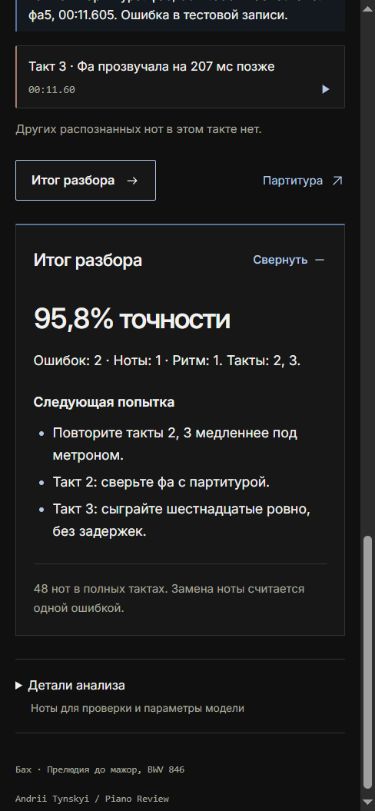 фа5, 00:11.605. Ошибка в тестовой записи.
Такт 3 · Фа прозвучала на 207 мс позже
00:11.60
Других распознанных нот в этом такте нет.
Итог разбора →
Партитура ↗
Итог разбора
Свернуть —
95,8% точности
Ошибок: 2 · Ноты: 1 · Ритм: 1. Такты: 2, 3.
Следующая попытка
• Повторите такты 2, 3 медленнее под
метроном.
• Такт 2: сверьте фа с партитурой.
• Такт 3: сыграйте шестнадцатые ровно,
без задержек.
48 нот в полных тактах. Замена ноты считается
одной ошибкой.
Детали анализа
Ноты для проверки и параметры модели
Бах · Прелюдия до мажор, BWV 846
Andrii Tynskyi / Piano Review